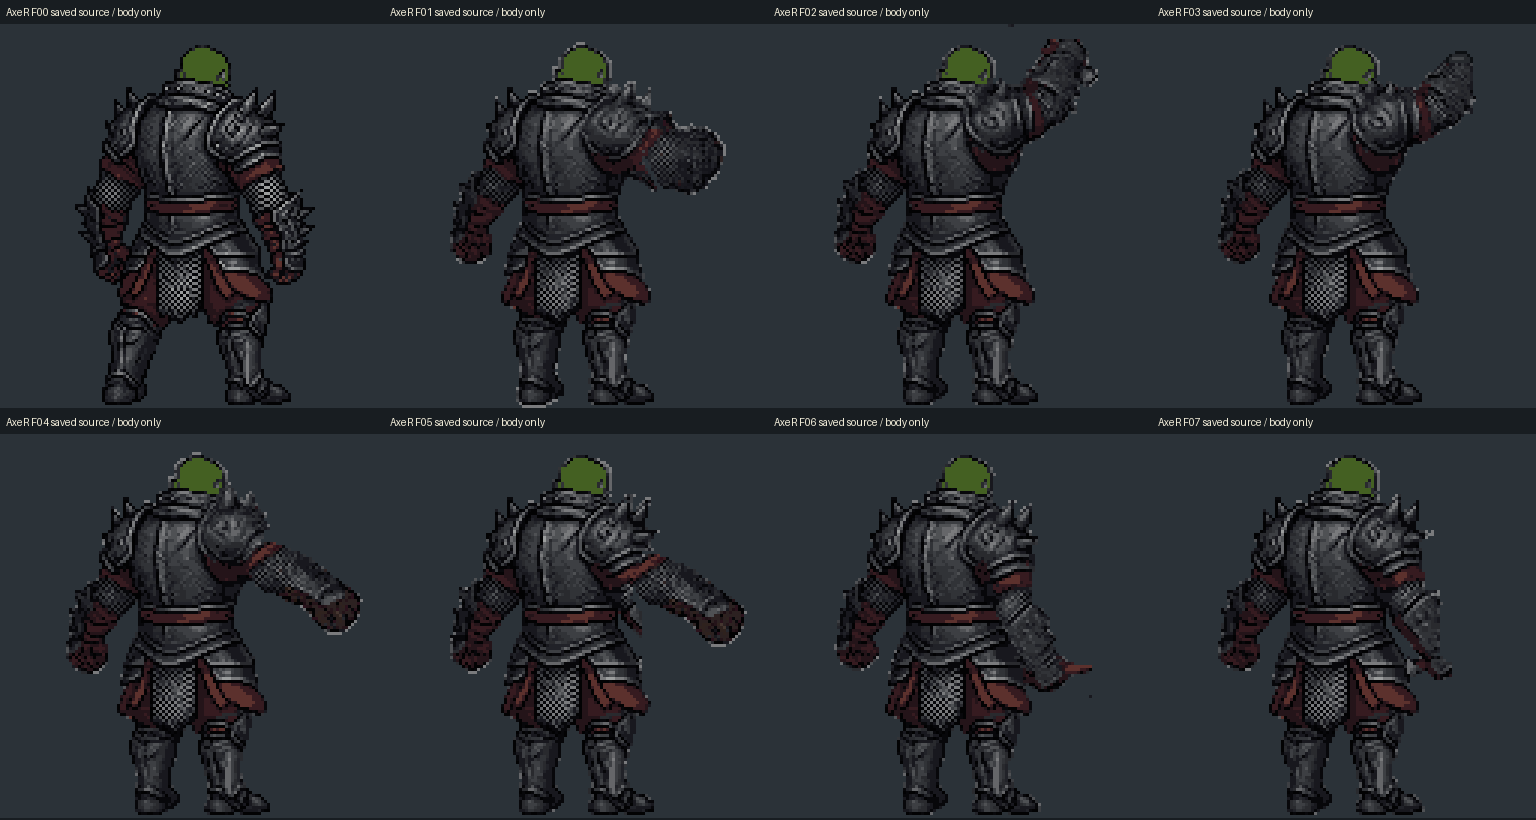 AxeR F00 saved source / body only
AxeR F01 saved source / body only
AxeR F02 saved source / body only
AxeR F03 saved source / body only
AxeR F04 saved source / body only
AxeR F05 saved source / body only
AxeR F06 saved source / body only
AxeR F07 saved source / body only